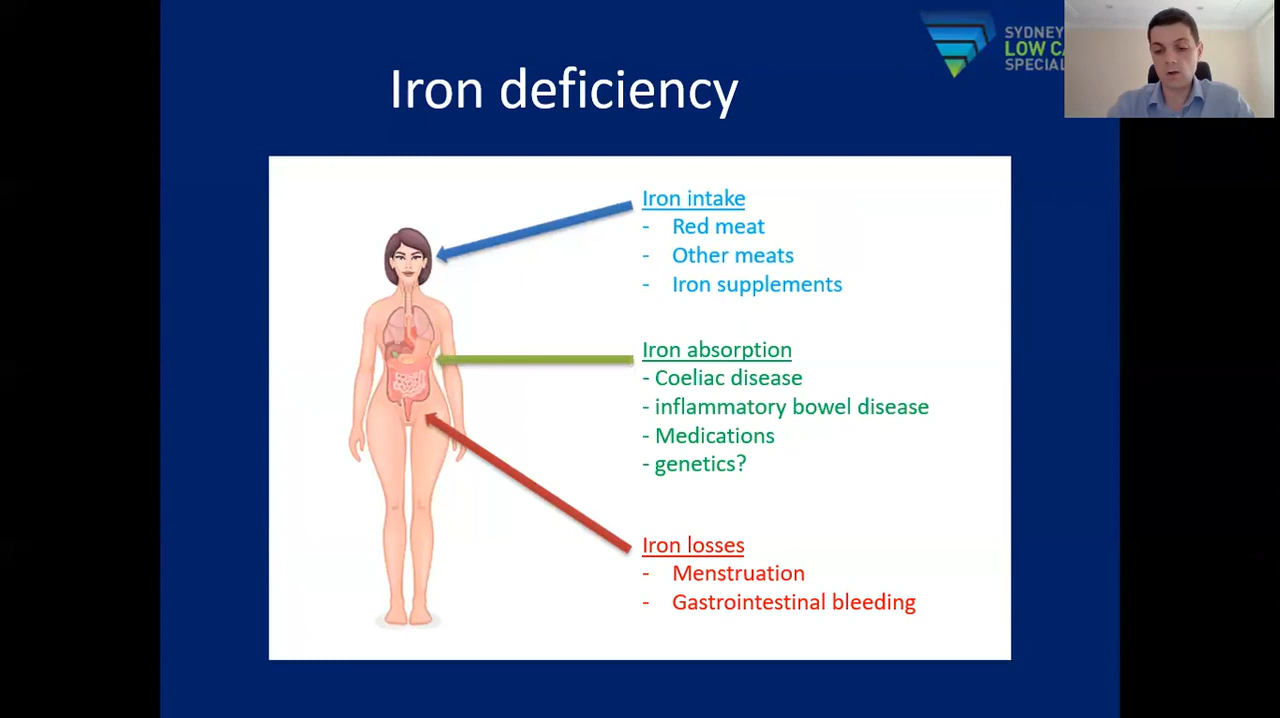 SYDNEY
LOW
SPECIAL
Iron deficiency
Iron intake
- Red meat
- Other meats
- Iron supplements
Iron absorption
- Coeliac disease
- inflammatory bowel disease
- Medications
- genetics?
Iron losses
- Menstruation
- Gastrointestinal bleeding